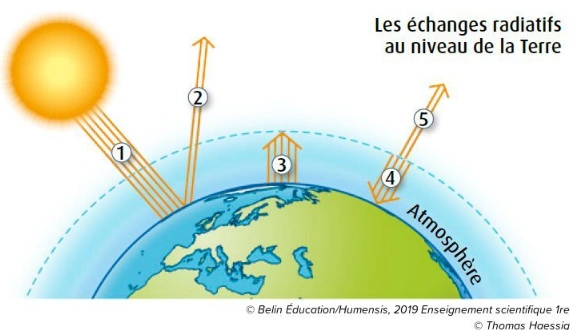 Les échanges radiatifs
au niveau de la Terre
1
2
3
4
5
Atmosphère
© Belin Éducation/Humensis, 2019 Enseignement scientifique 1re
© Thomas Haessig